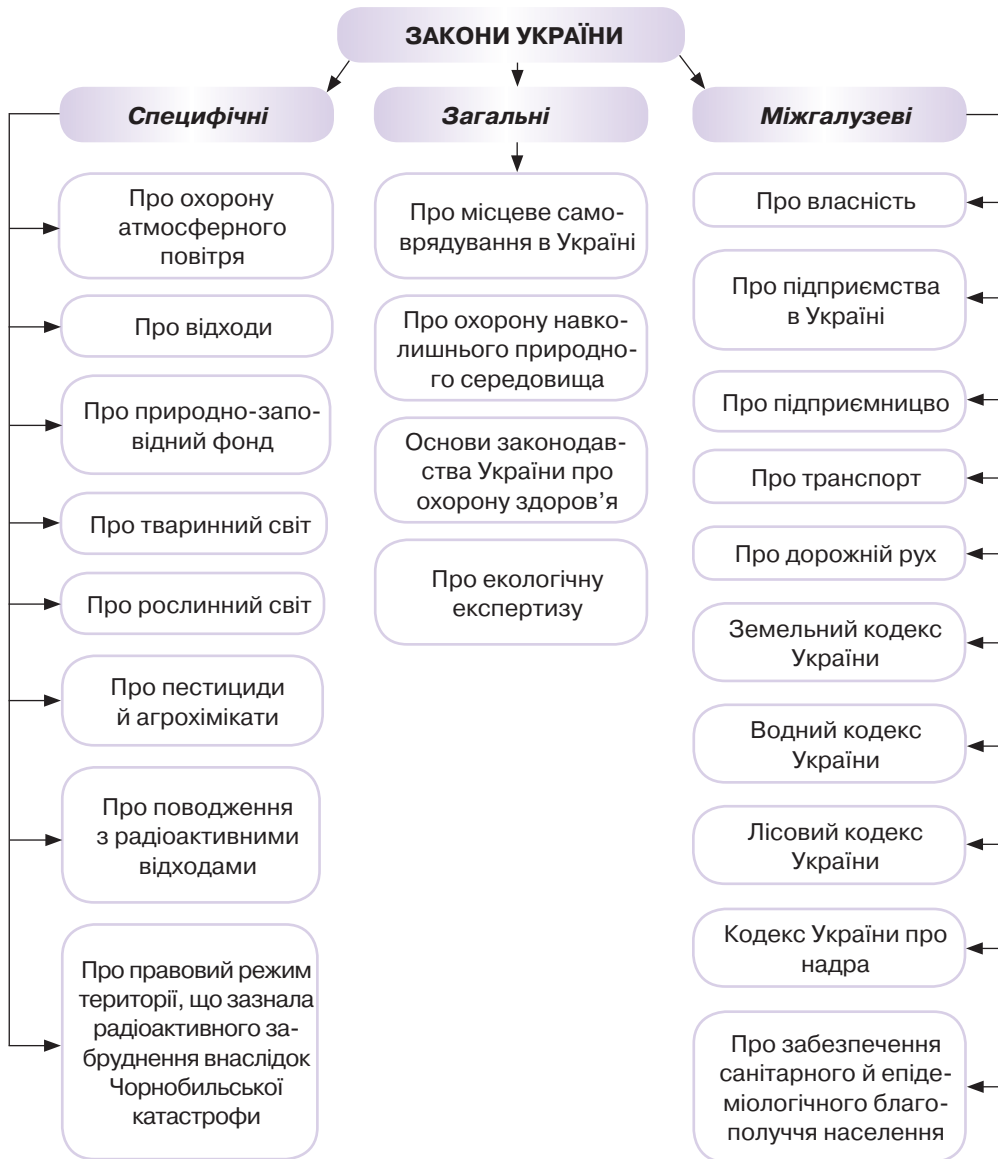 ЗАКОНИ УКРАЇНИ
Специфічні
Про охорону
атмосферного
повітря
Про відходи
Про природно-запо-
відний фонд
Про тваринний світ
Про рослинний світ
Про пестициди
й агрохімікати
Про поводження
з радіоактивними
відходами
Про правовий режим
території, що зазнала
радіоактивного за-
бруднення внаслідок
Чорнобильської
катастрофи
Загальні
Про місцеве само-
врядування в Україні
Про охорону навко-
лишнього природно-
го середовища
Основи законодав-
ства України про
охорону здоров’я
Про екологічну
експертизу
Міжгалузеві
Про власність
Про підприємства
в Україні
Про підприємництво
Про транспорт
Про дорожній рух
Земельний кодекс
України
Водний кодекс
України
Лісовий кодекс
України
Кодекс України про
надра
Про забезпечення
санітарного й епіде-
міологічного благо-
получчя населення